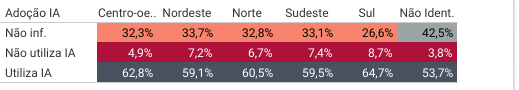 Adoção IA Centro-oe.. Nordeste Norte Sudeste Sul Não Ident.
Não inf. 32,3% 33,7% 32,8% 33,1% 26,6% 42,5%
Não utiliza IA 4,9% 7,2% 6,7% 7,4% 8,7% 3,8%
Utiliza IA 62,8% 59,1% 60,5% 59,5% 64,7% 53,7%